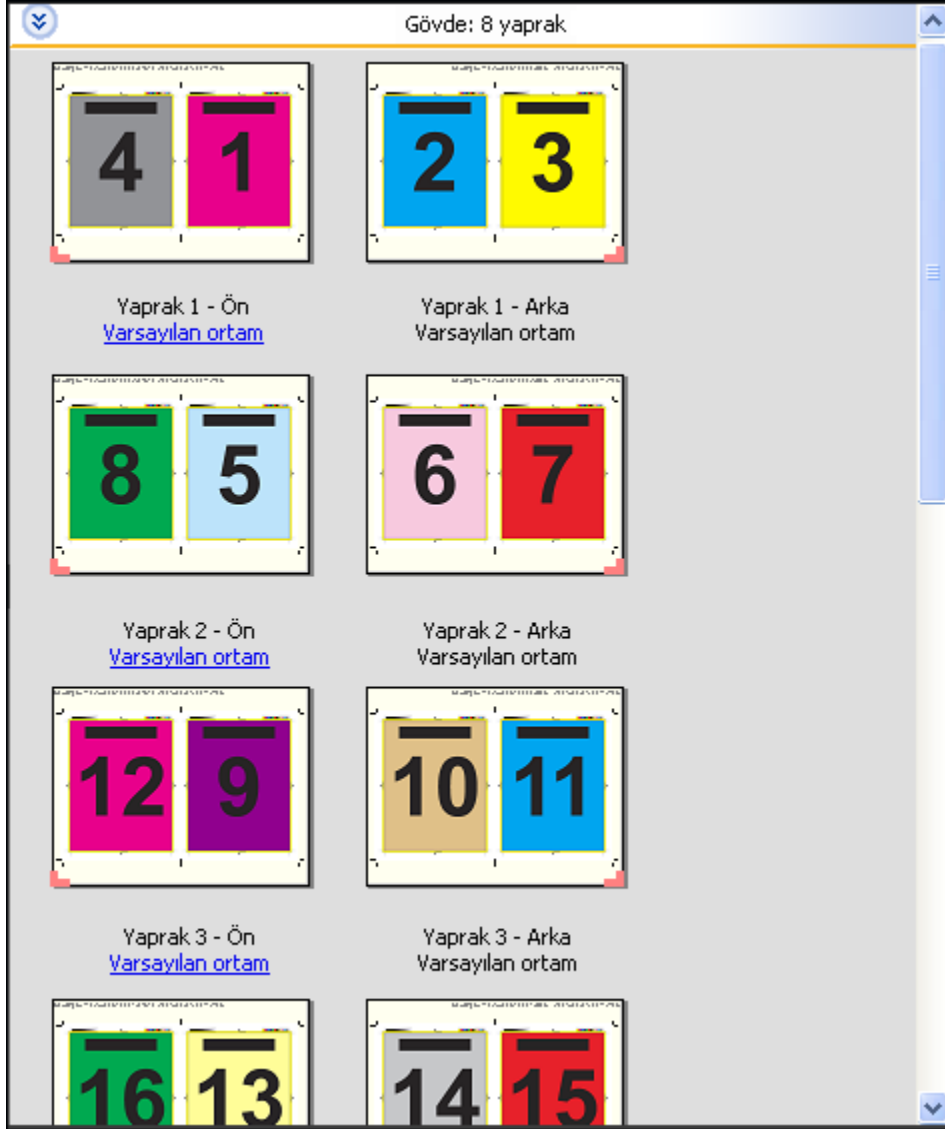 Gövde: 8 yaprak
4 1 2 3
Yaprak 1 - Ön Yaprak 1 - Arka
Varsayılan ortam Varsayılan ortam
8 5 6 7
Yaprak 2 - Ön Yaprak 2 - Arka
Varsayılan ortam Varsayılan ortam
12 9 10 11
Yaprak 3 - Ön Yaprak 3 - Arka
Varsayılan ortam Varsayılan ortam
16 13 14 15